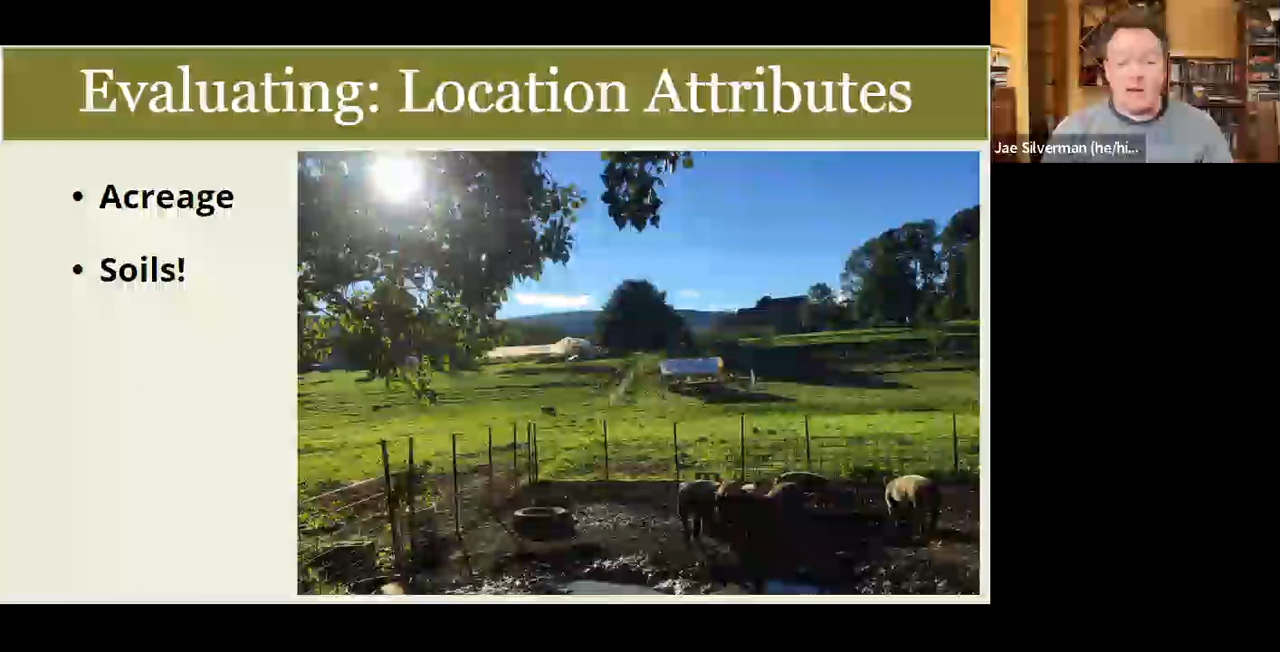 Evaluating: Location Attributes
• Acreage
• Soils!
Jae Silverman (he/hi...